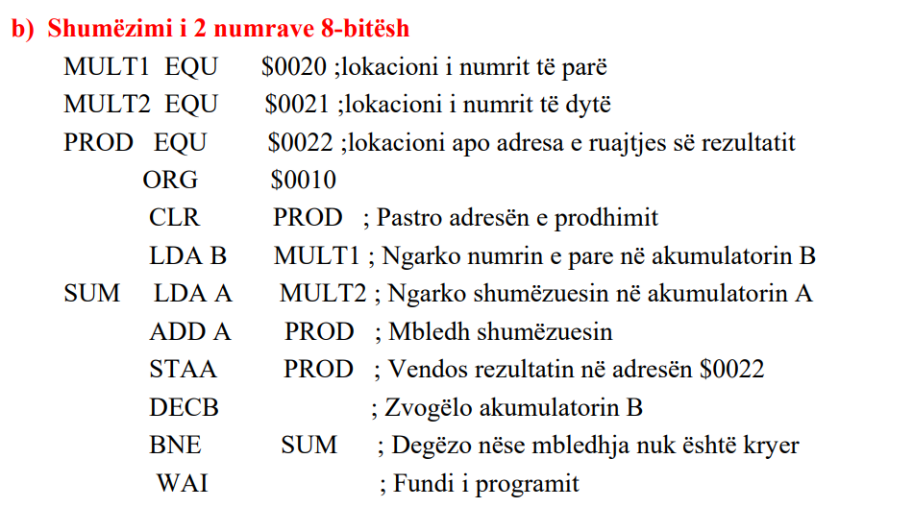 b) Shumëzimi i 2 numrave 8-bitësh
MULT1 EQU $0020 ;lokacioni i numrit të parë
MULT2 EQU $0021 ;lokacioni i numrit të dytë
PROD EQU $0022 ;lokacioni apo adresa e ruajtjes së rezultatit
ORG $0010
CLR PROD ; Pastro adresën e prodhimit
LDA B MULT1 ; Ngarko numrin e pare në akumulatorin B
SUM LDA A MULT2 ; Ngarko shumëzuesin në akumulatorin A
ADD A PROD ; Mbledh shumëzuesin
STAA PROD ; Vendos rezultatin në adresën $0022
DECB ; Zvogëlo akumulatorin B
BNE SUM ; Degëzo nëse mbledhja nuk është kryer
WAI ; Fundi i programit